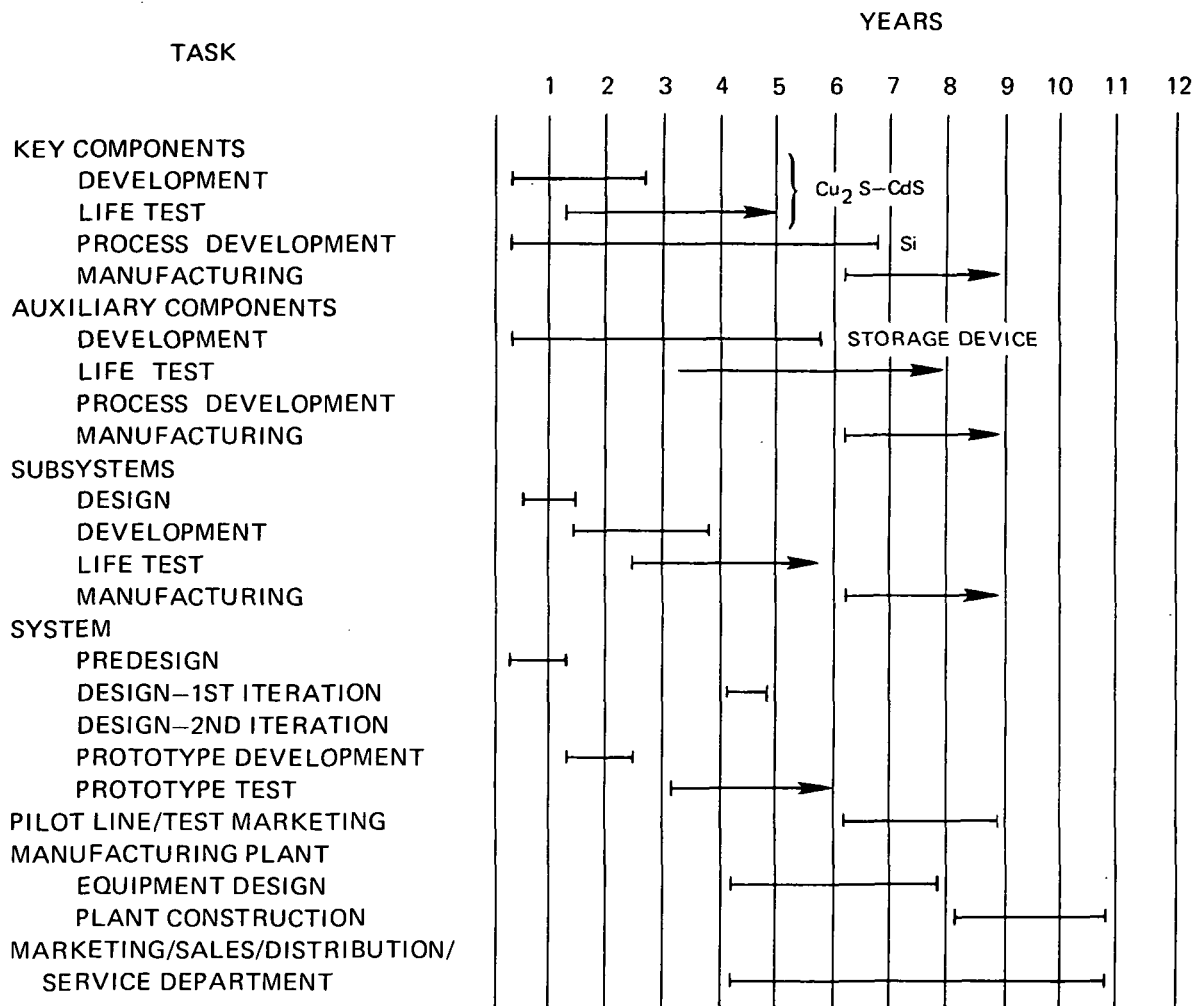 YEARS
TASK
1 2 3 4 5 6 7 8 9 10 11 12
KEY COMPONENTS
DEVELOPMENT
Cu2 S–CdS
LIFE TEST
PROCESS DEVELOPMENT Si
MANUFACTURING
AUXILIARY COMPONENTS
DEVELOPMENT STORAGE DEVICE
LIFE TEST
PROCESS DEVELOPMENT
MANUFACTURING
SUBSYSTEMS
DESIGN
DEVELOPMENT
LIFE TEST
MANUFACTURING
SYSTEM
PREDESIGN
DESIGN–1ST ITERATION
DESIGN–2ND ITERATION
PROTOTYPE DEVELOPMENT
PROTOTYPE TEST
PILOT LINE/TEST MARKETING
MANUFACTURING PLANT
EQUIPMENT DESIGN
PLANT CONSTRUCTION
MARKETING/SALES/DISTRIBUTION/
SERVICE DEPARTMENT